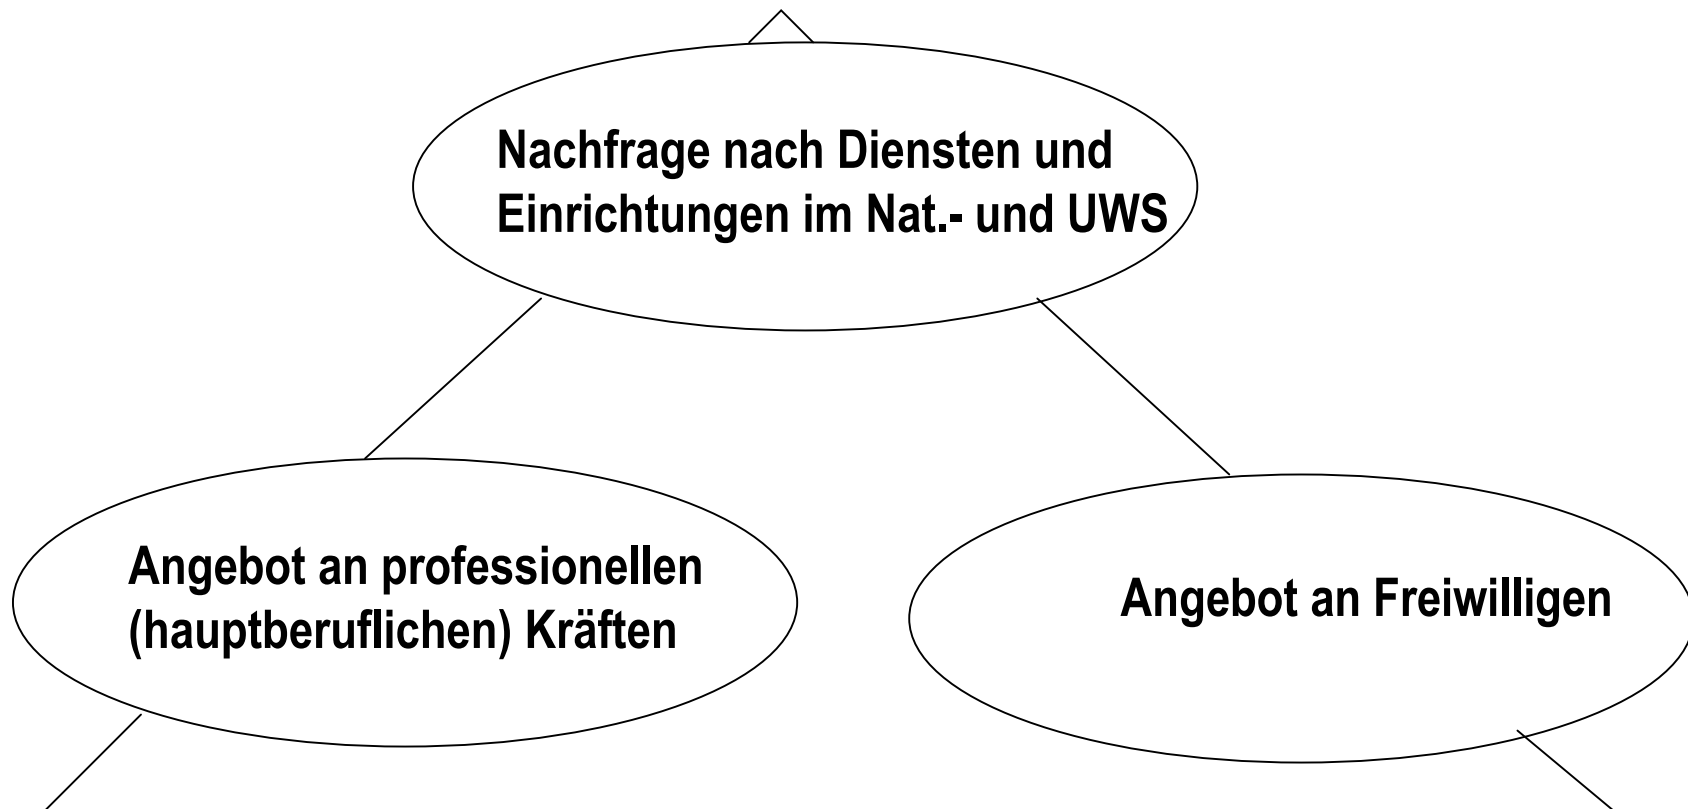 Nachfrage nach Diensten und
Einrichtungen im Nat.- und UWS
Angebot an professionellen
(hauptberuflichen) Kräften
Angebot an Freiwilligen